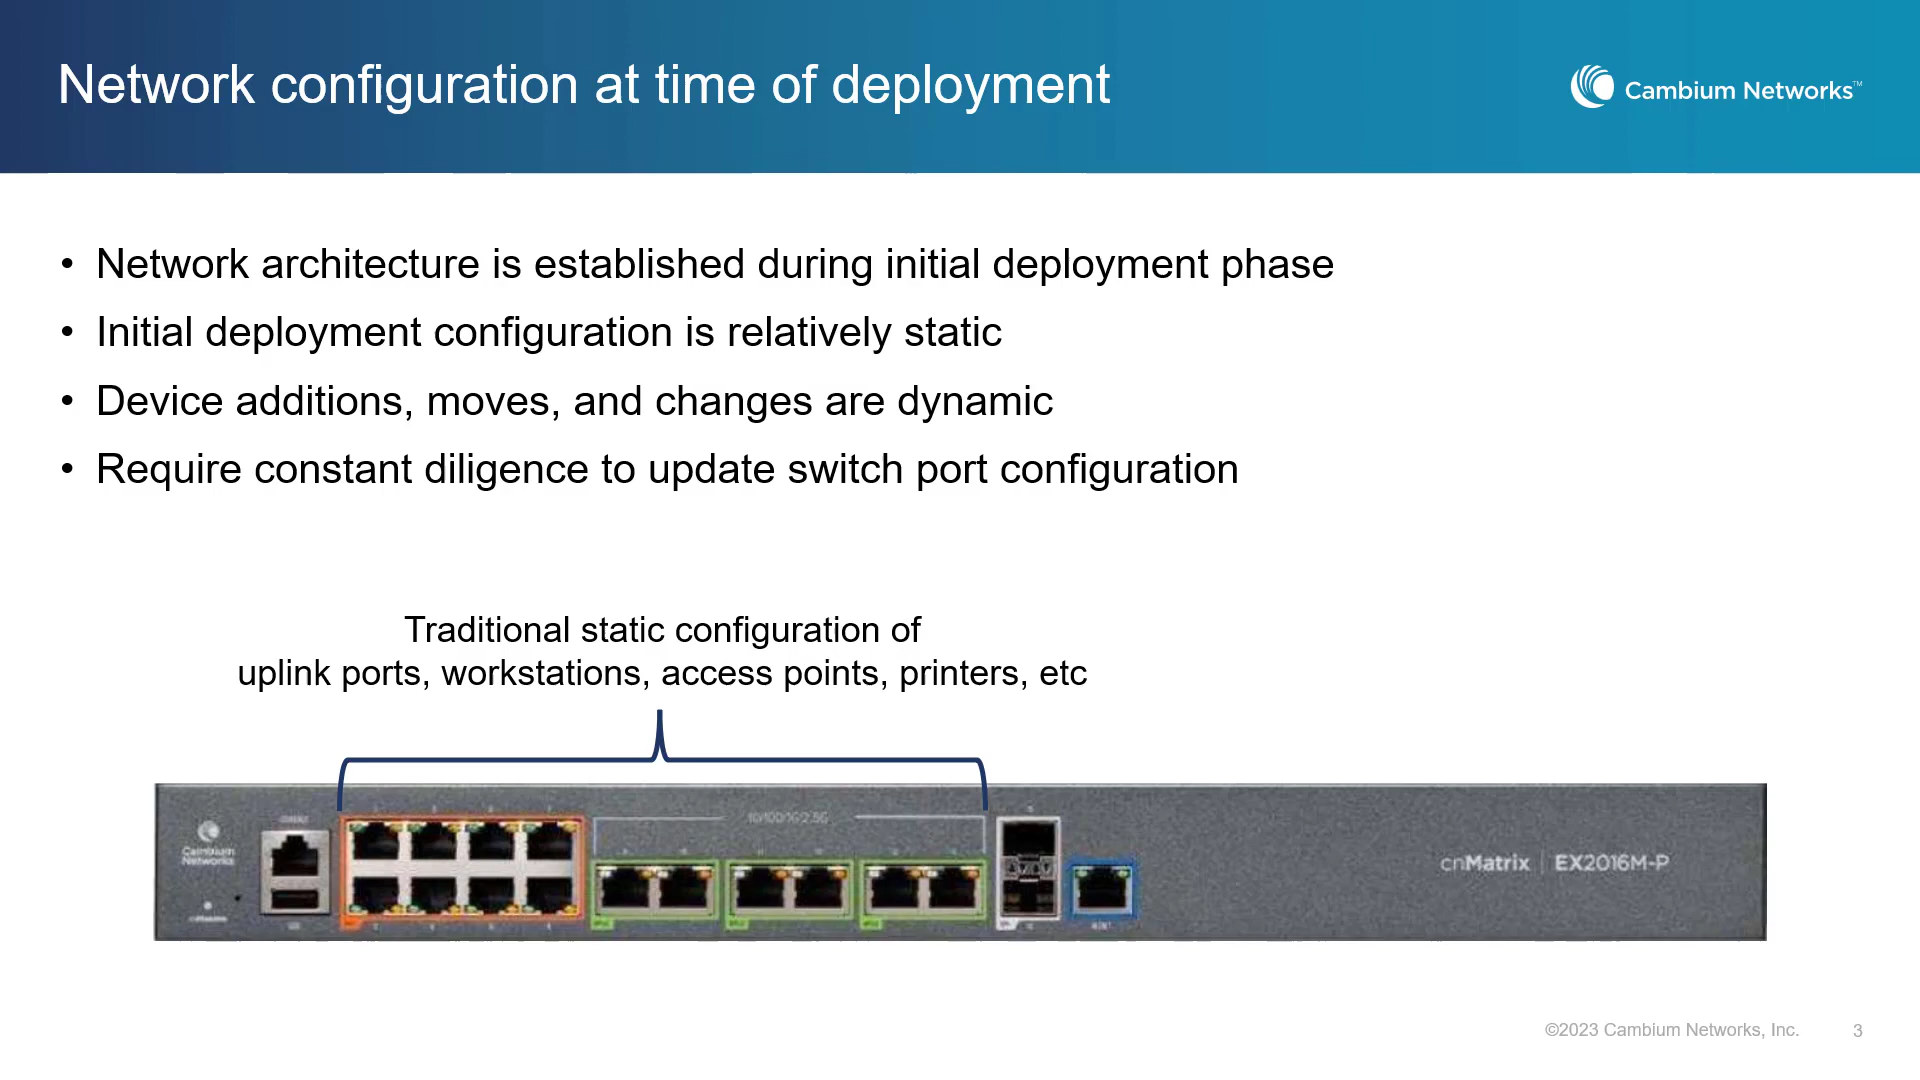 Network configuration at time of deployment
Cambium Networks™
• Network architecture is established during initial deployment phase
• Initial deployment configuration is relatively static
• Device additions, moves, and changes are dynamic
• Require constant diligence to update switch port configuration
Traditional static configuration of
uplink ports, workstations, access points, printers, etc
10/100/1G/2.5G
Cambium
Networks
cnMatrix | EX2016M-P
©2023 Cambium Networks, Inc.
3